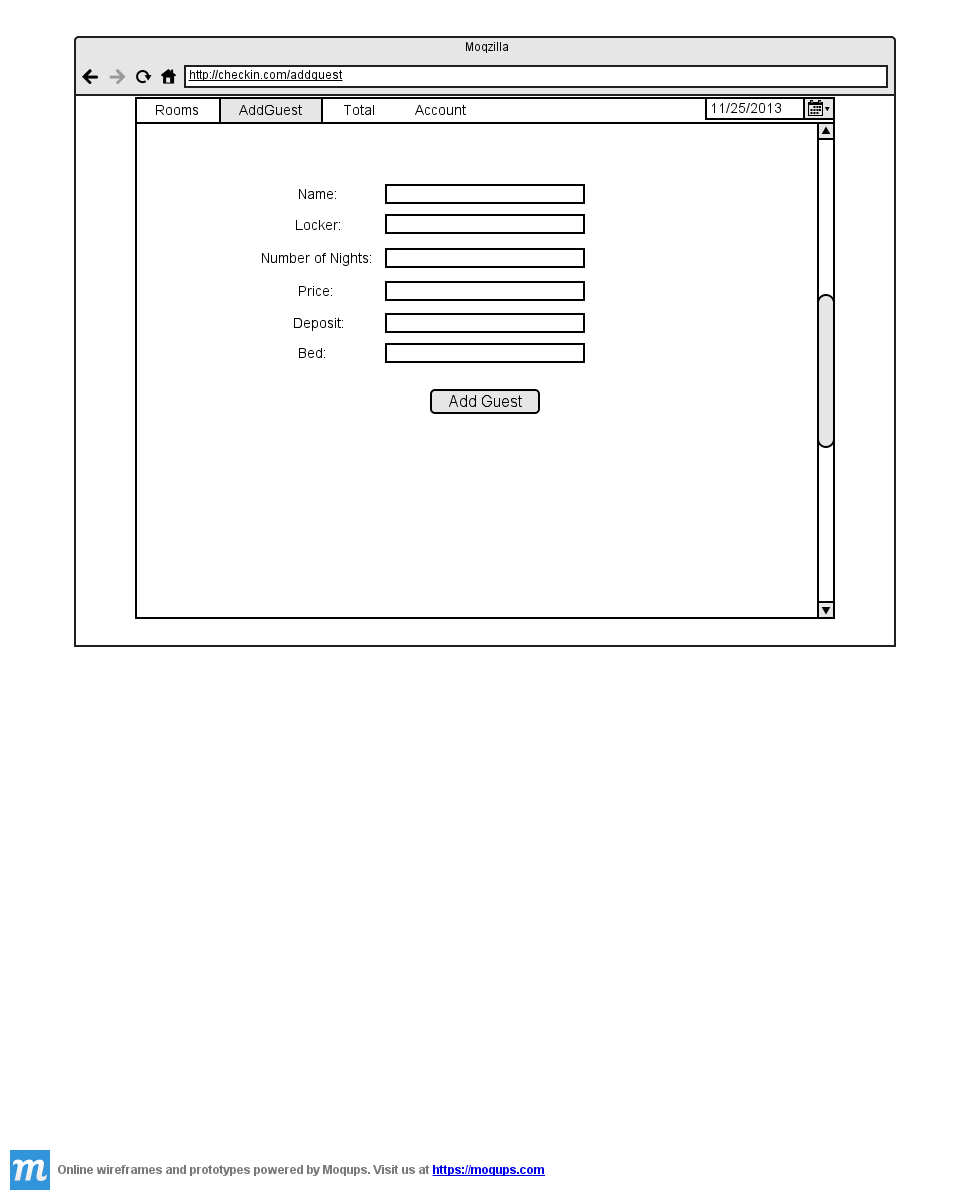 Moqzilla
http://checkin.com/addguest
Rooms AddGuest Total Account 11/25/2013
Name:
Locker:
Number of Nights:
Price:
Deposit:
Bed:
Add Guest
m Online wireframes and prototypes powered by Moqups. Visit us at https://moqups.com